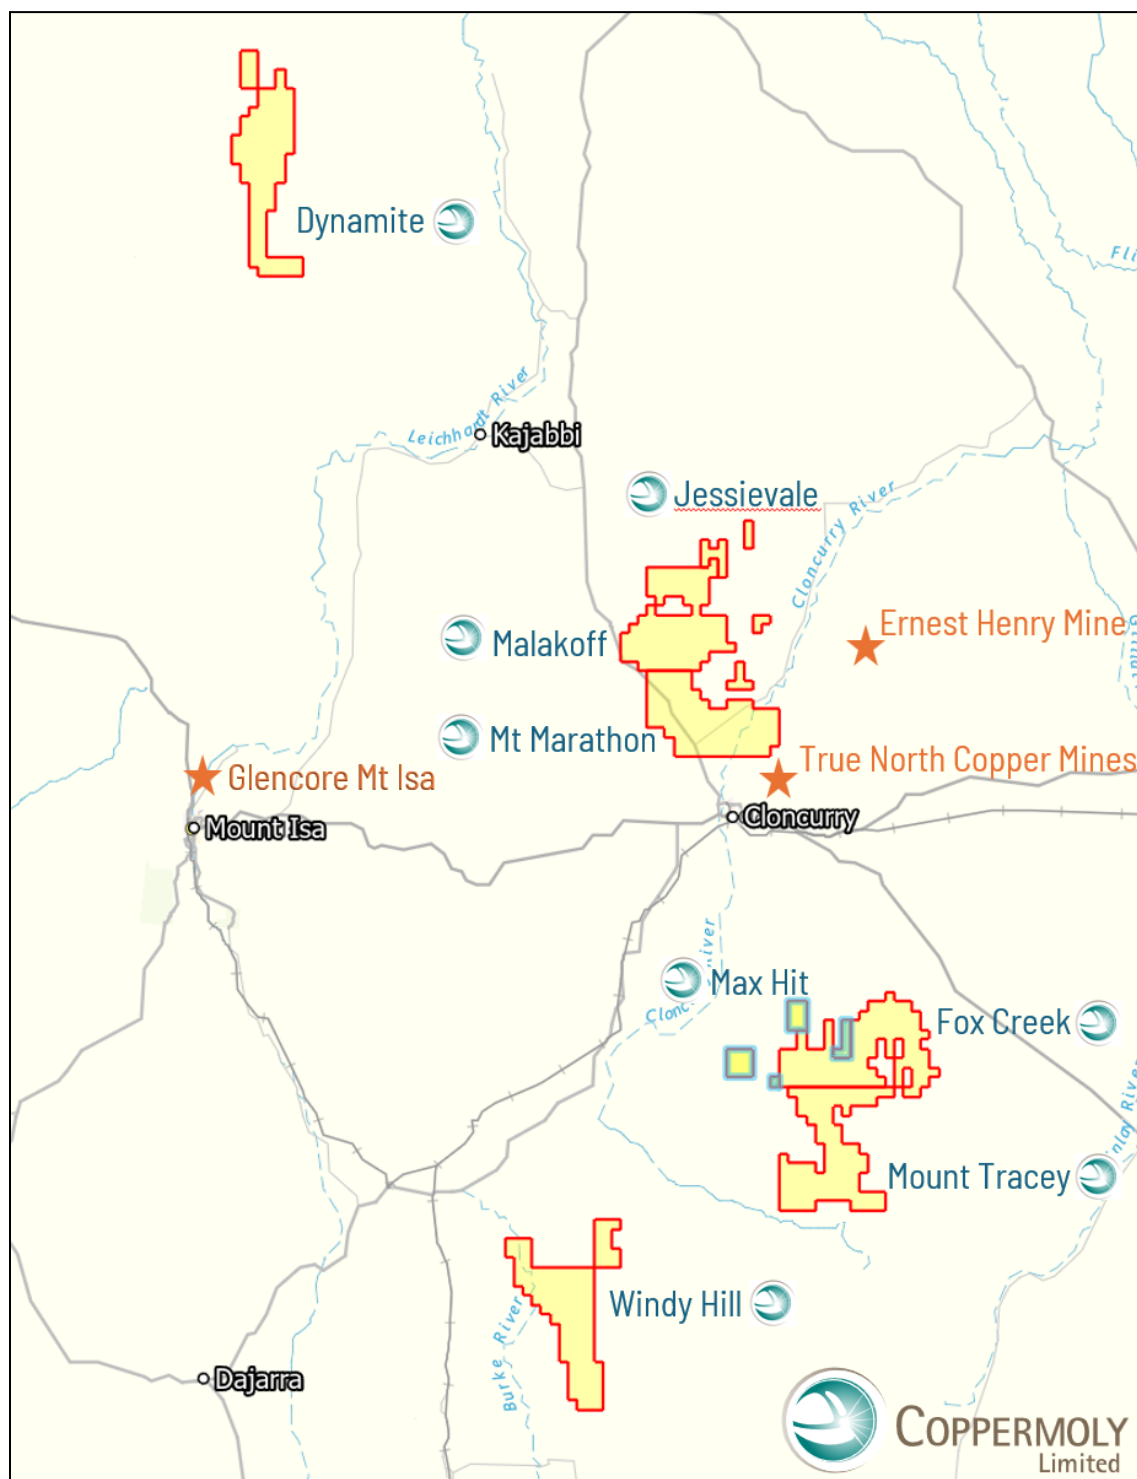 Dynamite
Fli
Leichhardt River
Kajabbi
Jessievale
Cloncurry River
Ernest Henry Mine
Malakoff
Mt Marathon
True North Copper Mines
Glencore Mt Isa
Mount Isa
Cloncurry
Max Hit
Fox Creek
Mount Tracey
Windy Hill
Burke River
Dajarra
COPPERMOLY
Limited